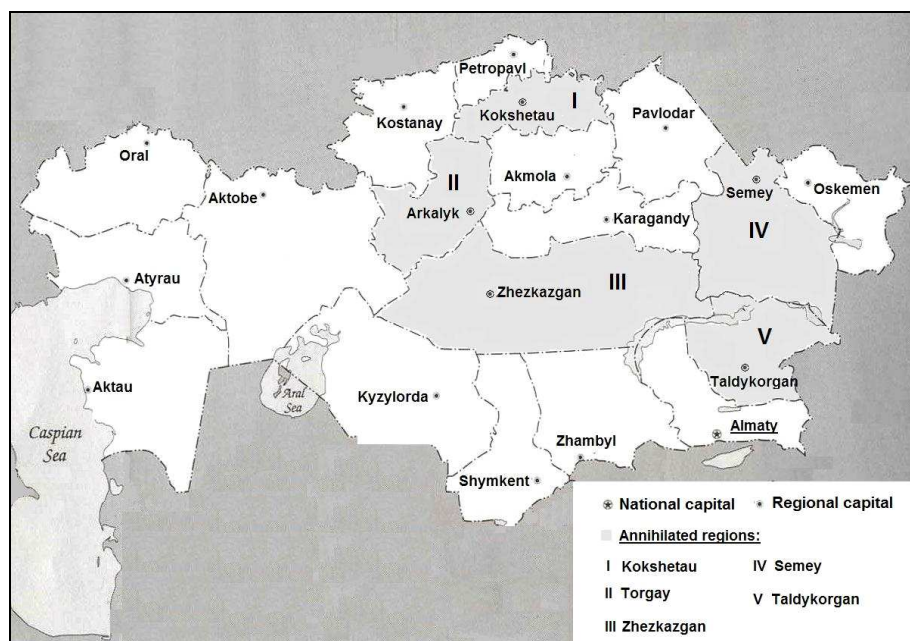 Petropavl
Kokshetau
I
Kostanay
Pavlodar
Oral
Aktobe
II
Arkalyk
Akmola
Karagandy
Semey
IV
Oskemen
Atyrau
Zhezkazgan
III
V
Taldykorgan
Aktau
Aral
Sea
Kyzylorda
Caspian
Sea
Almaty
Zhambyl
Shymkent
National capital
Regional capital
Annihilated regions:
I Kokshetau
IV Semey
II Torgay
V Taldykorgan
III Zhezkazgan